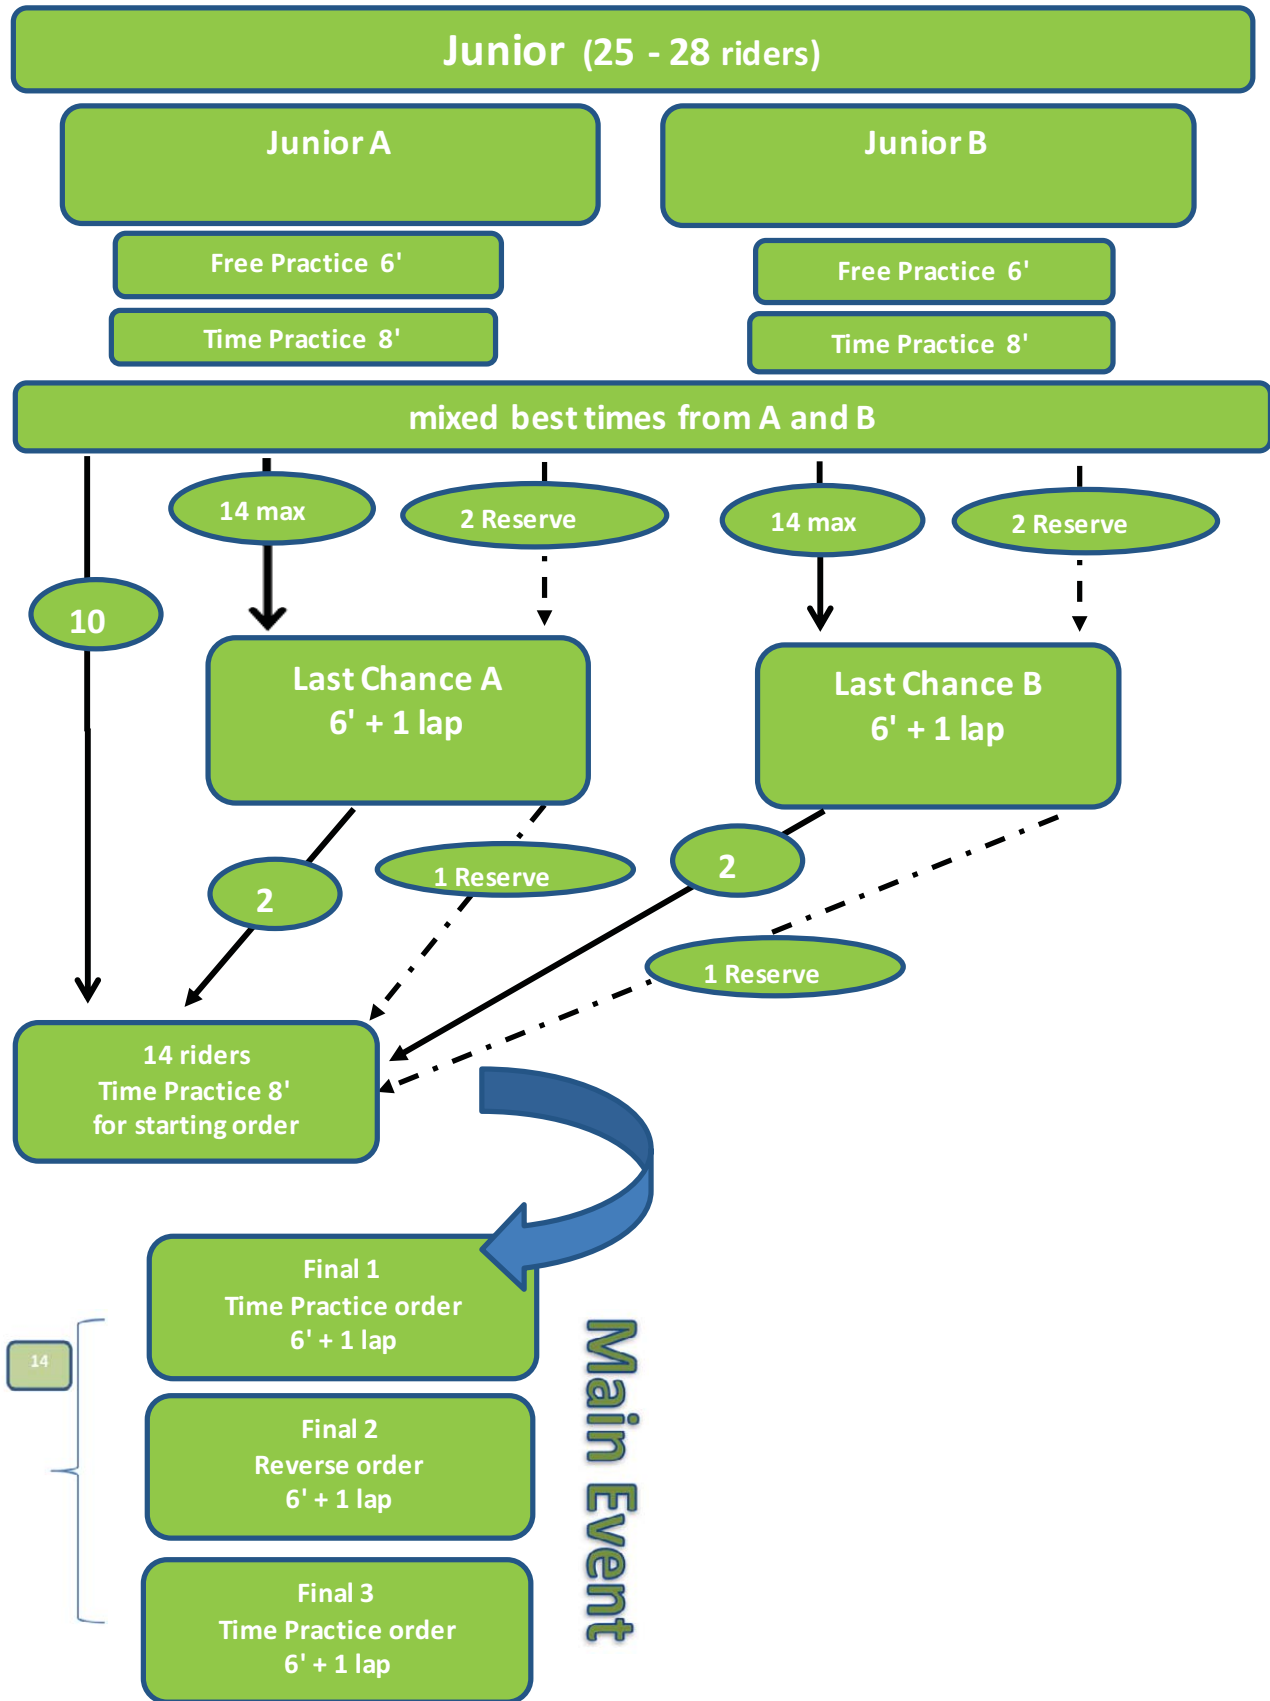 Junior (25 - 28 riders)
Junior A
Junior B
Free Practice 6'
Free Practice 6'
Time Practice 8'
Time Practice 8'
mixed best times from A and B
14 max
2 Reserve
14 max
2 Reserve
10
Last Chance A
6' + 1 lap
Last Chance B
6' + 1 lap
2
1 Reserve
2
1 Reserve
14 riders
Time Practice 8'
for starting order
Final 1
Time Practice order
6' + 1 lap
14
Final 2
Reverse order
6' + 1 lap
Final 3
Time Practice order
6' + 1 lap
Main Event